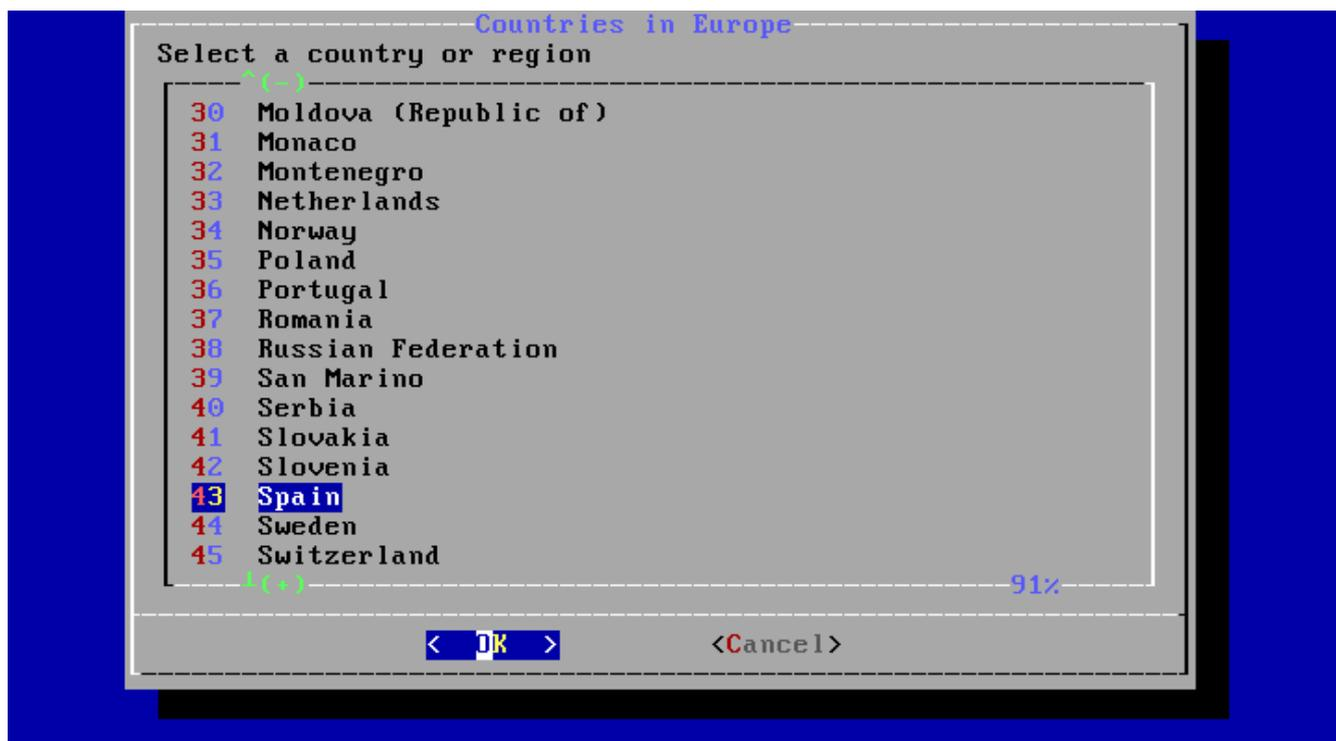 Countries in Europe
Select a country or region
^(-)
30 Moldova (Republic of)
31 Monaco
32 Montenegro
33 Netherlands
34 Norway
35 Poland
36 Portugal
37 Romania
38 Russian Federation
39 San Marino
40 Serbia
41 Slovakia
42 Slovenia
43 Spain
44 Sweden
45 Switzerland
┴(+) 91%
< OK > <Cancel>